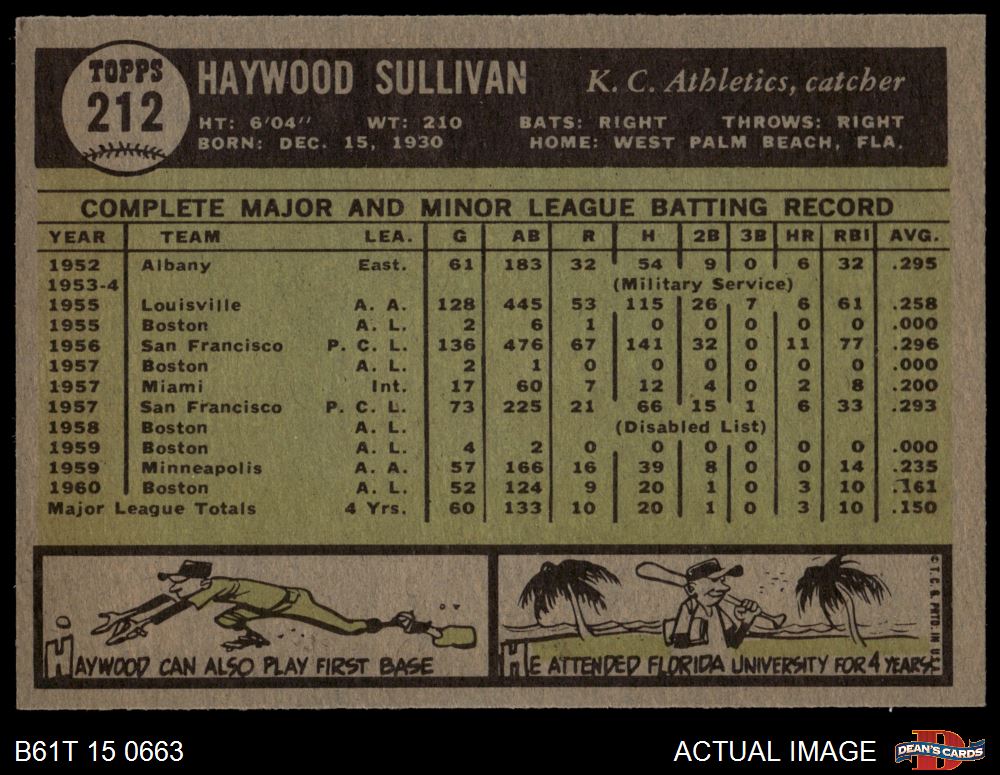 TOPPS
212
HAYWOOD SULLIVAN K. C. Athletics, catcher
HT: 6'04" WT: 210 BATS: RIGHT THROWS: RIGHT
BORN: DEC. 15, 1930 HOME: WEST PALM BEACH, FLA.
COMPLETE MAJOR AND MINOR LEAGUE BATTING RECORD
YEAR TEAM LEA. G AB R H 2B 3B HR RBI AVG.
1952 Albany East. 61 183 32 54 9 0 6 32 .295
1953-4 (Military Service)
1955 Louisville A. A. 128 445 53 115 26 7 6 61 .258
1955 Boston A. L. 2 6 1 0 0 0 0 0 .000
1956 San Francisco P. C. L. 136 476 67 141 32 0 11 77 .296
1957 Boston A. L. 2 1 0 0 0 0 0 0 .000
1957 Miami Int. 17 60 7 12 4 0 2 8 .200
1957 San Francisco P. C. L. 73 225 21 66 15 1 6 33 .293
1958 Boston A. L. (Disabled List)
1959 Boston A. L. 4 2 0 0 0 0 0 0 .000
1959 Minneapolis A. A. 57 166 16 39 8 0 0 14 .235
1960 Boston A. L. 52 124 9 20 1 0 3 10 .161
Major League Totals 4 Yrs. 60 133 10 20 1 0 3 10 .150
HAYWOOD CAN ALSO PLAY FIRST BASE
HE ATTENDED FLORIDA UNIVERSITY FOR 4 YEARS
© T. C. G. PRTD. IN U.S.
B61T 15 0663
ACTUAL IMAGE
DEAN'S CARDS